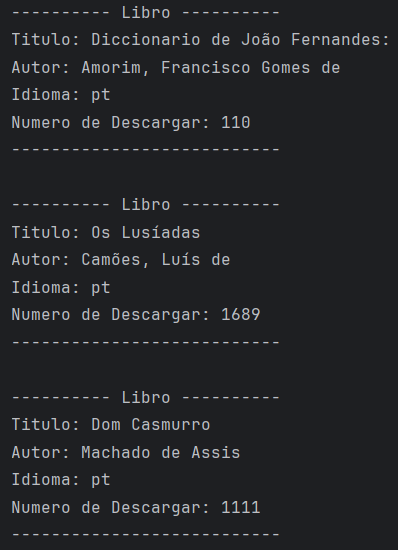 ---------- Libro ----------
Titulo: Diccionario de João Fernandes:
Autor: Amorim, Francisco Gomes de
Idioma: pt
Numero de Descargar: 110
---------------------------
---------- Libro ----------
Titulo: Os Lusíadas
Autor: Camões, Luís de
Idioma: pt
Numero de Descargar: 1689
---------------------------
---------- Libro ----------
Titulo: Dom Casmurro
Autor: Machado de Assis
Idioma: pt
Numero de Descargar: 1111
---------------------------